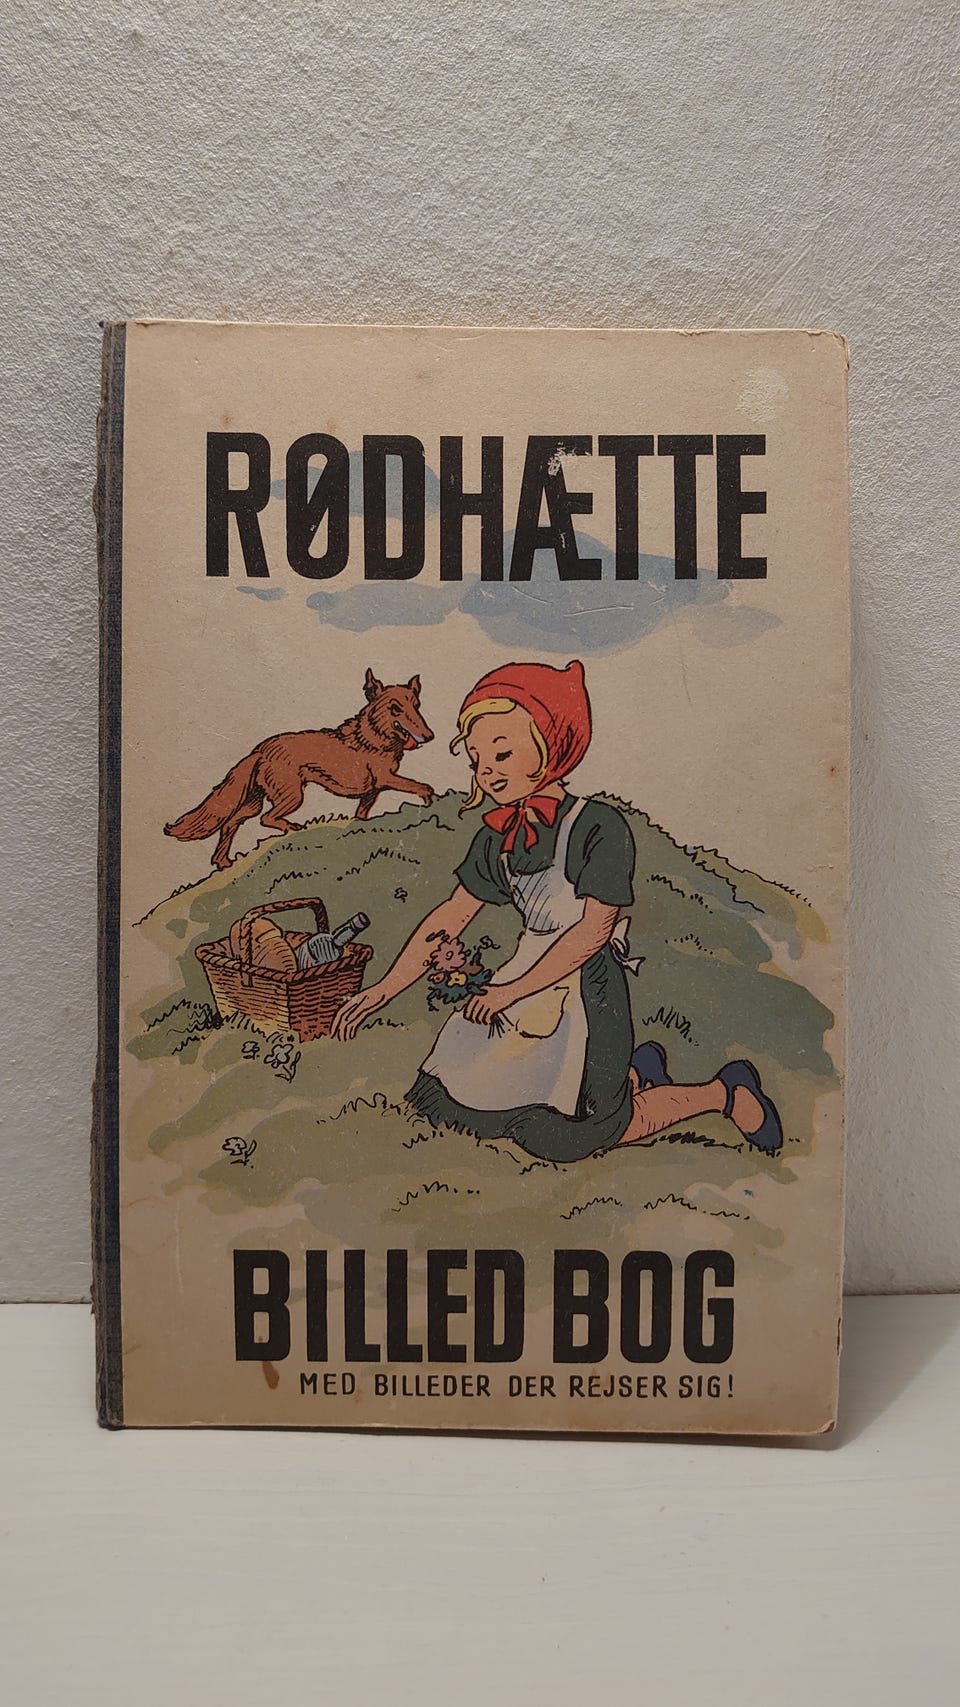 RØDHÆTTE
BILLED BOG
MED BILLEDER DER REJSER SIG!